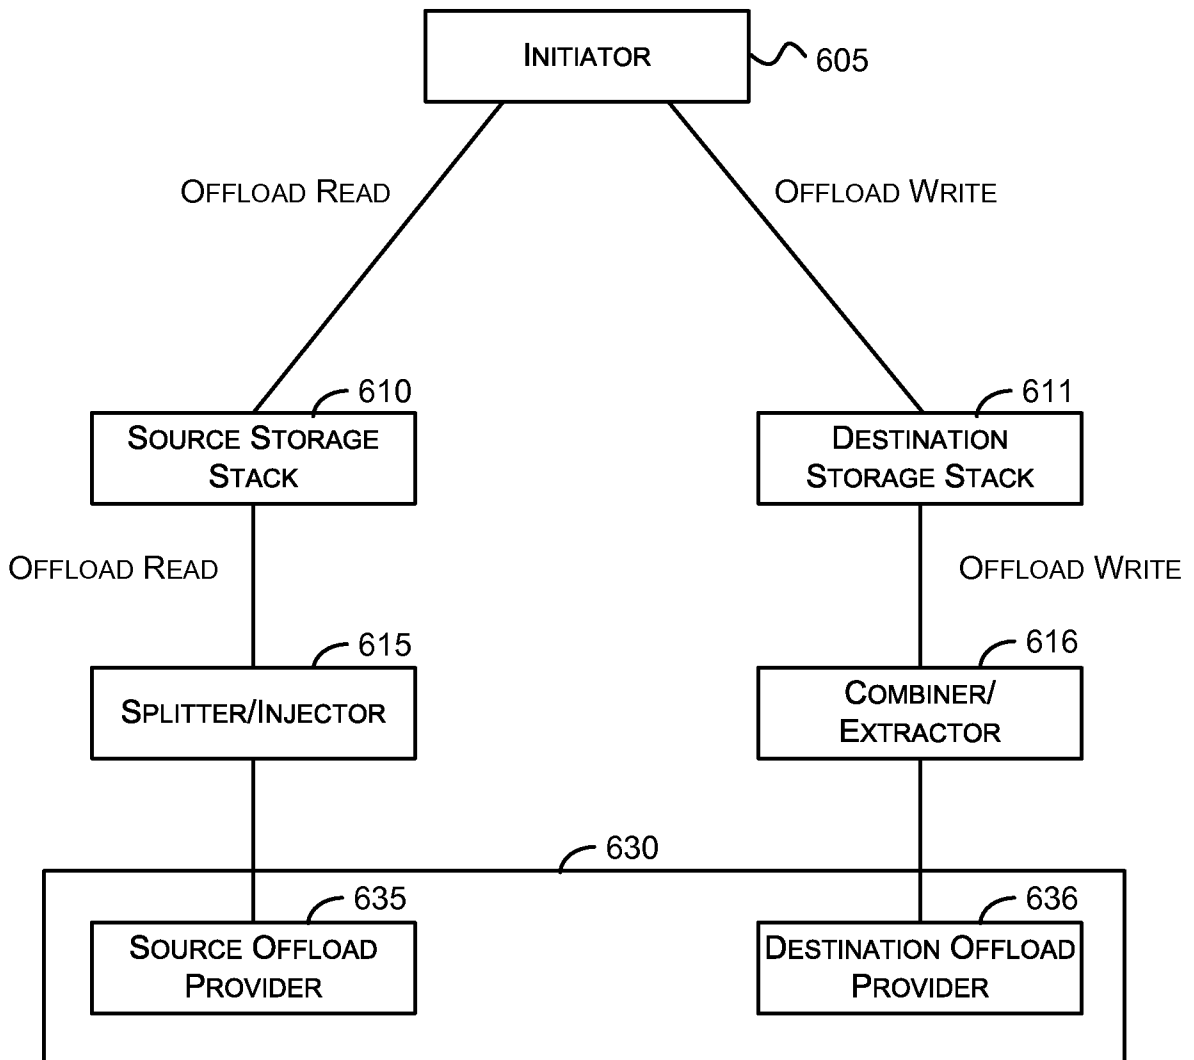 INITIATOR
605
OFFLOAD READ
OFFLOAD WRITE
610
611
SOURCE STORAGE
STACK
DESTINATION
STORAGE STACK
OFFLOAD READ
OFFLOAD WRITE
615
616
SPLITTER/INJECTOR
COMBINER/
EXTRACTOR
630
635
636
SOURCE OFFLOAD
PROVIDER
DESTINATION OFFLOAD
PROVIDER